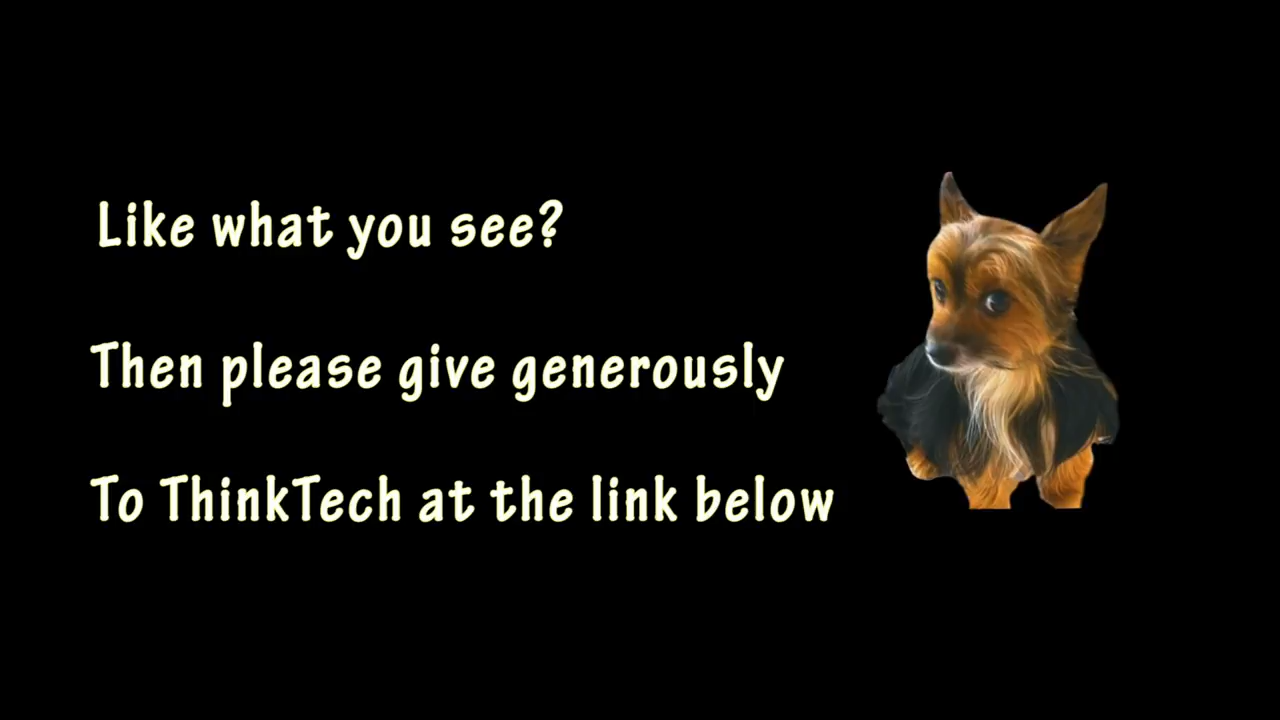 Like what you see?
Then please give generously
To ThinkTech at the link below